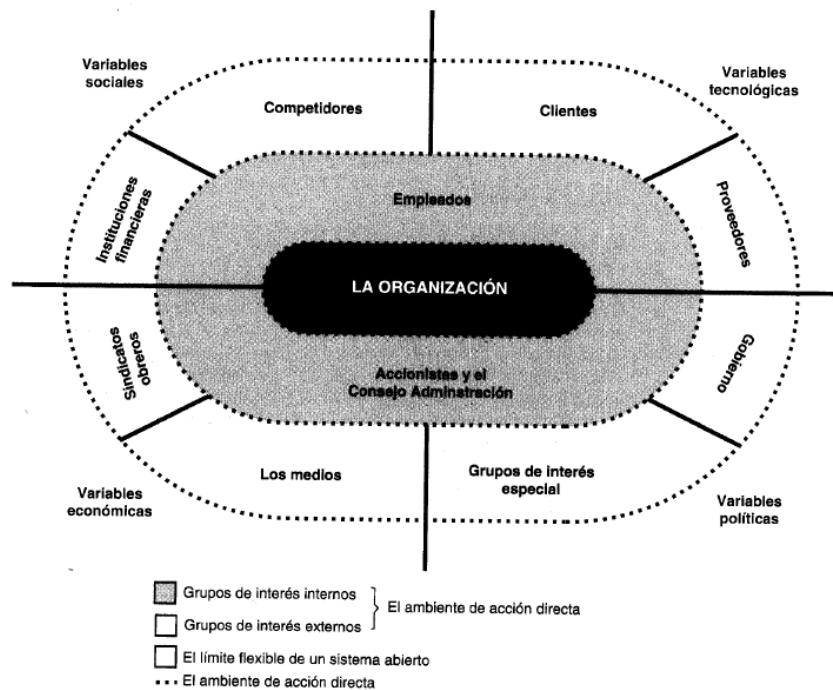 Variables
sociales
Variables
tecnológicas
Competidores
Clientes
Instituciones
financieras
Empleados
Proveedores
LA ORGANIZACIÓN
Sindicatos
obreros
Accionistas y el
Consejo Adminstración
Gobierno
Los medios
Grupos de interés
especial
Variables
económicas
Variables
políticas
Grupos de interés internos
Grupos de interés externos
El ambiente de acción directa
El límite flexible de un sistema abierto
El ambiente de acción directa